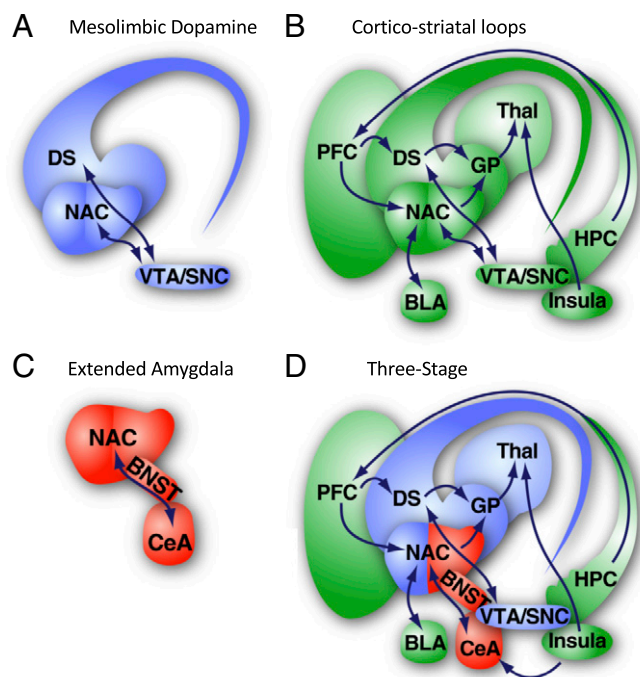 A Mesolimbic Dopamine
DS
NAC
VTA/SNC
B Cortico-striatal loops
Thal
PFC DS GP
NAC
HPC
VTA/SNC
BLA Insula
C Extended Amygdala
NAC
BNST
CeA
D Three-Stage
Thal
PFC DS GP
NAC
BNST HPC
VTA/SNC
BLA CeA Insula